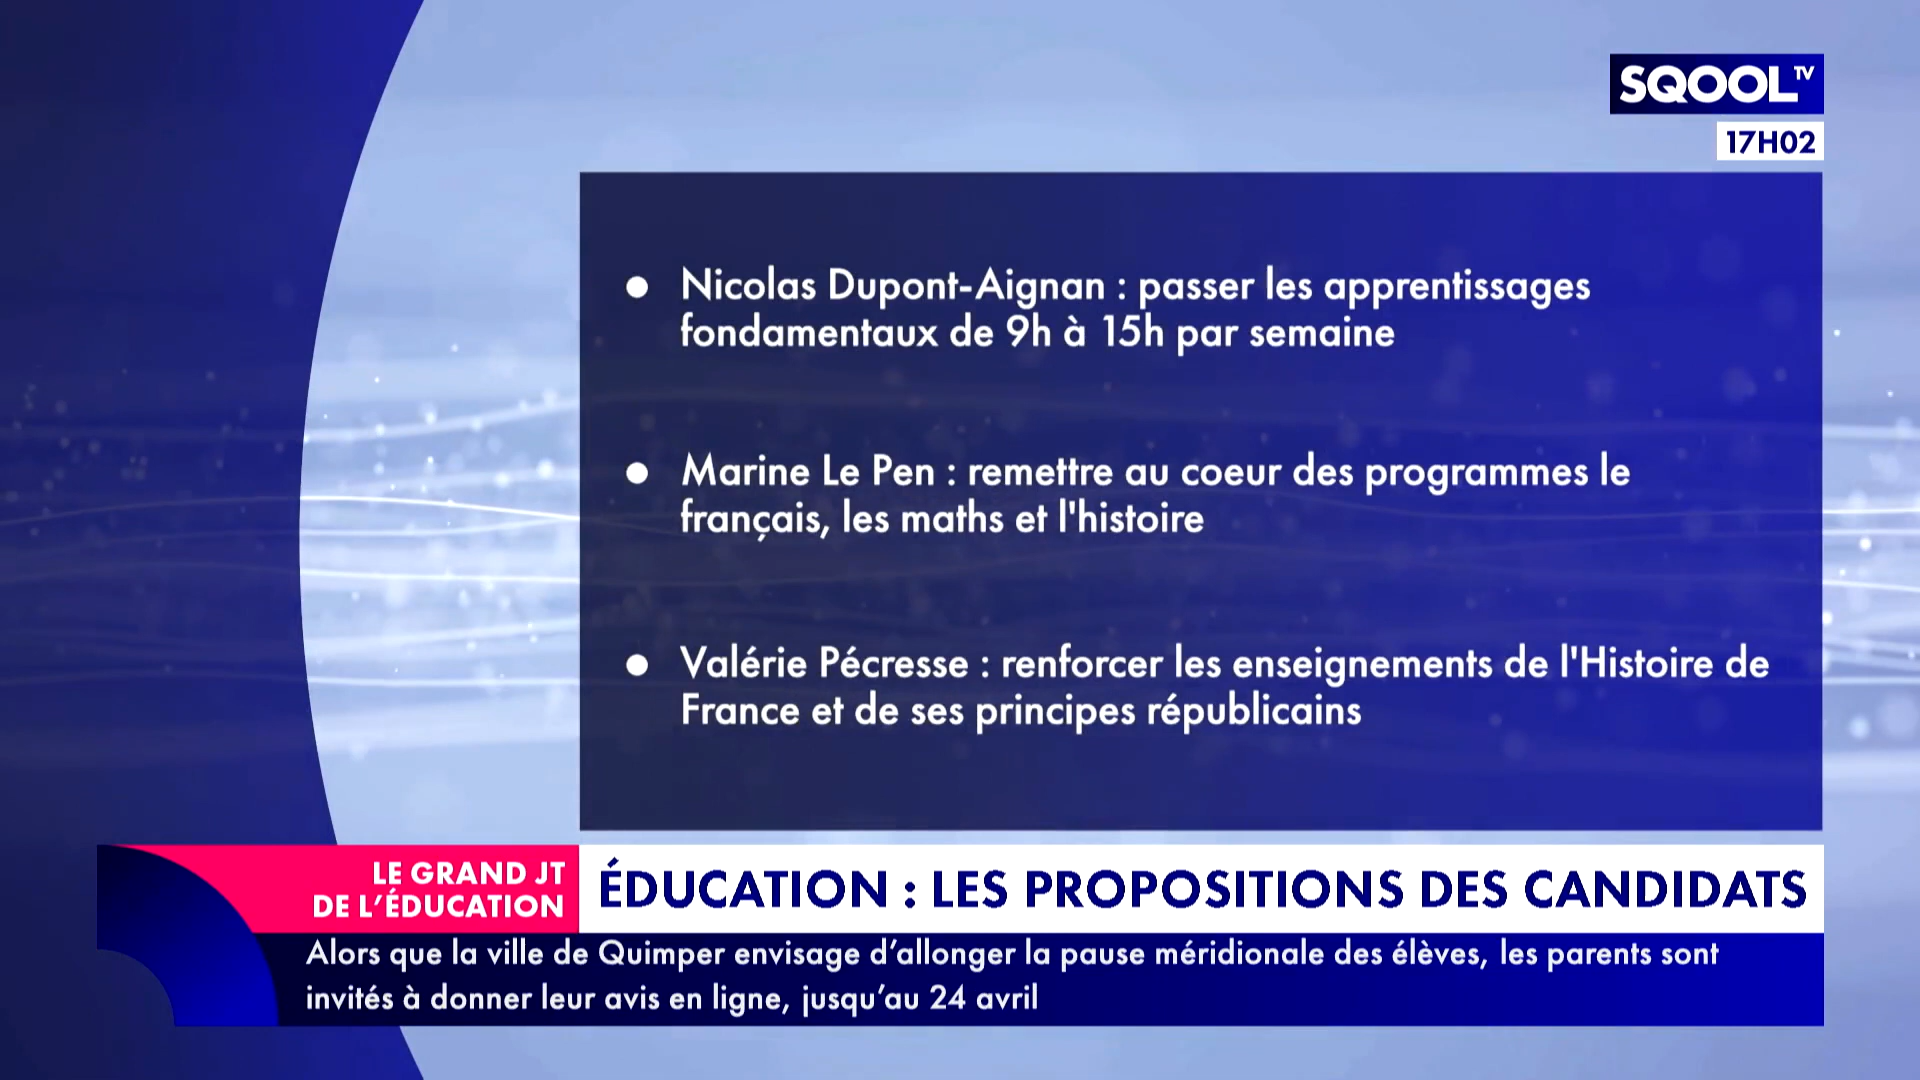 SQOOL TV
17H02
● Nicolas Dupont-Aignan : passer les apprentissages
fondamentaux de 9h à 15h par semaine
● Marine Le Pen : remettre au coeur des programmes le
français, les maths et l'histoire
● Valérie Pécresse : renforcer les enseignements de l'Histoire de
France et de ses principes républicains
LE GRAND JT
DE L’ÉDUCATION
ÉDUCATION : LES PROPOSITIONS DES CANDIDATS
Alors que la ville de Quimper envisage d’allonger la pause méridionale des élèves, les parents sont
invités à donner leur avis en ligne, jusqu’au 24 avril